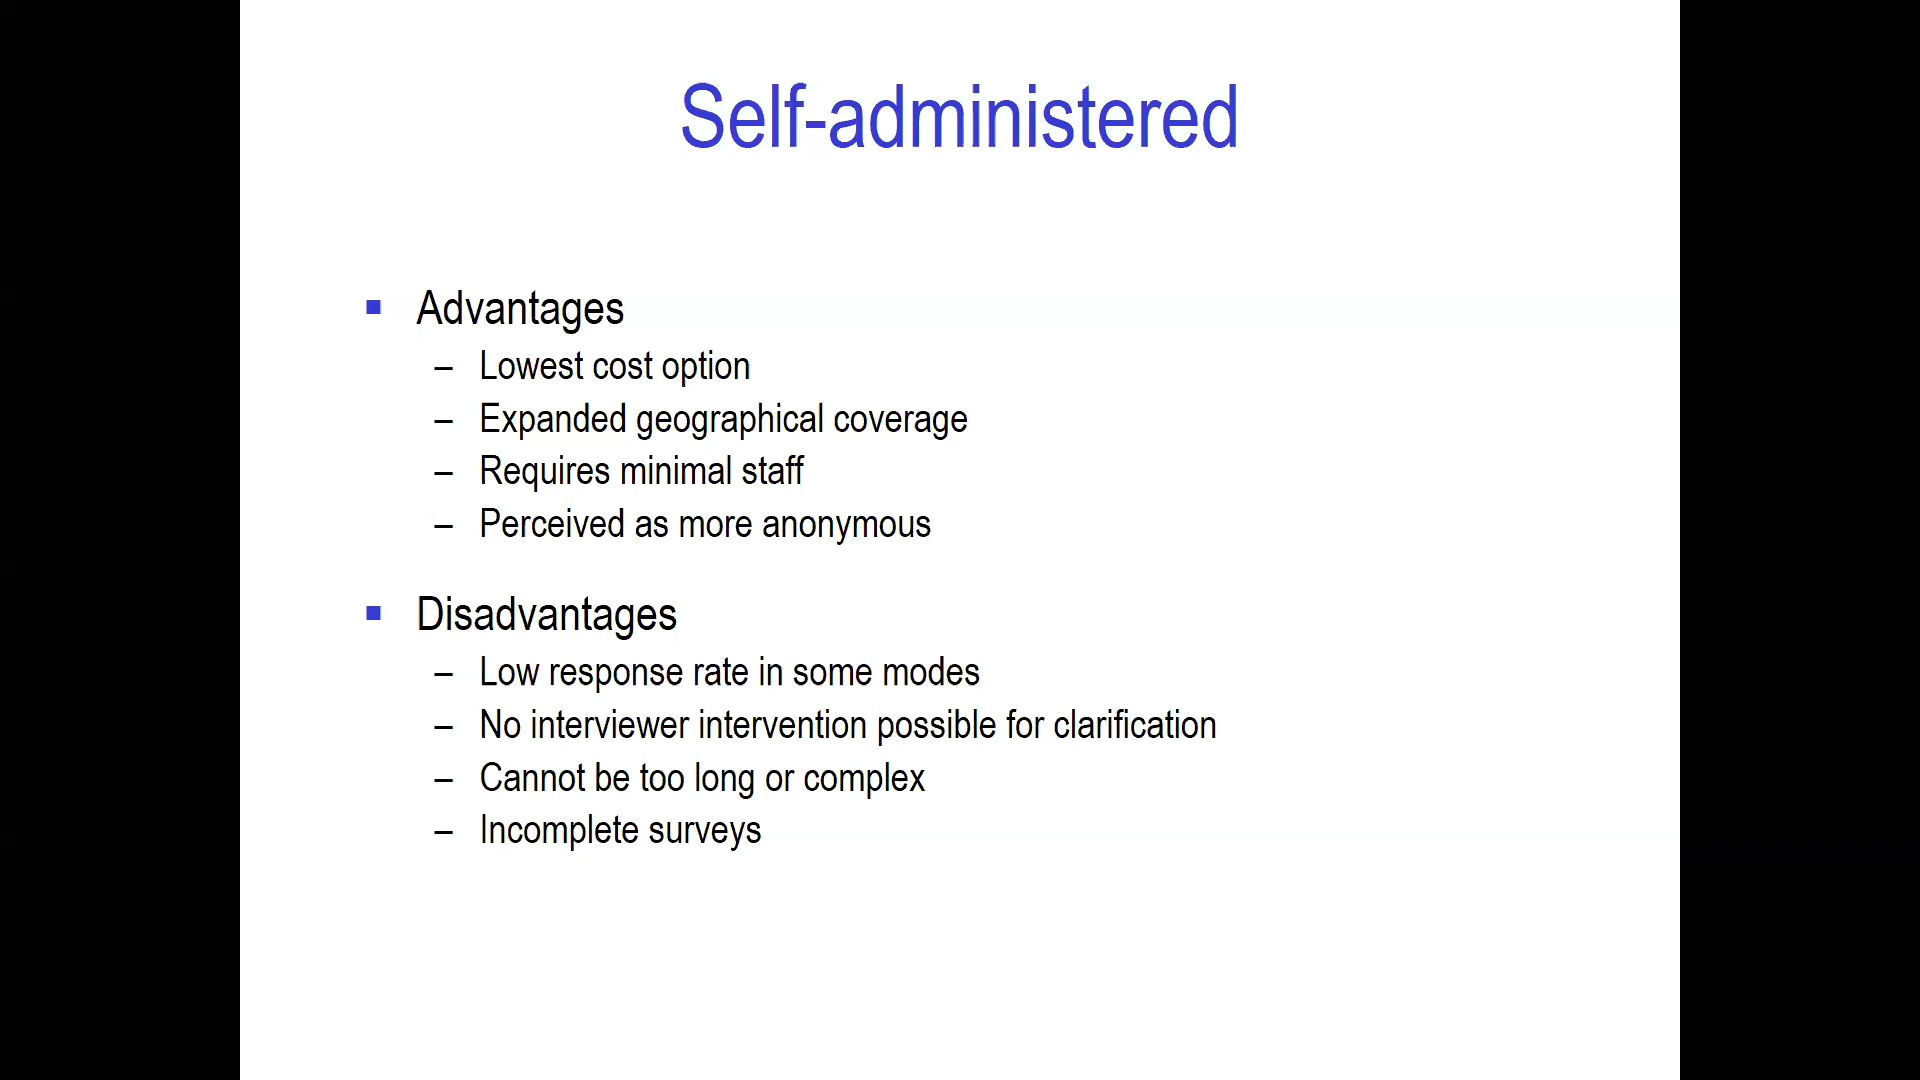 Self-administered
▪ Advantages
– Lowest cost option
– Expanded geographical coverage
– Requires minimal staff
– Perceived as more anonymous
▪ Disadvantages
– Low response rate in some modes
– No interviewer intervention possible for clarification
– Cannot be too long or complex
– Incomplete surveys